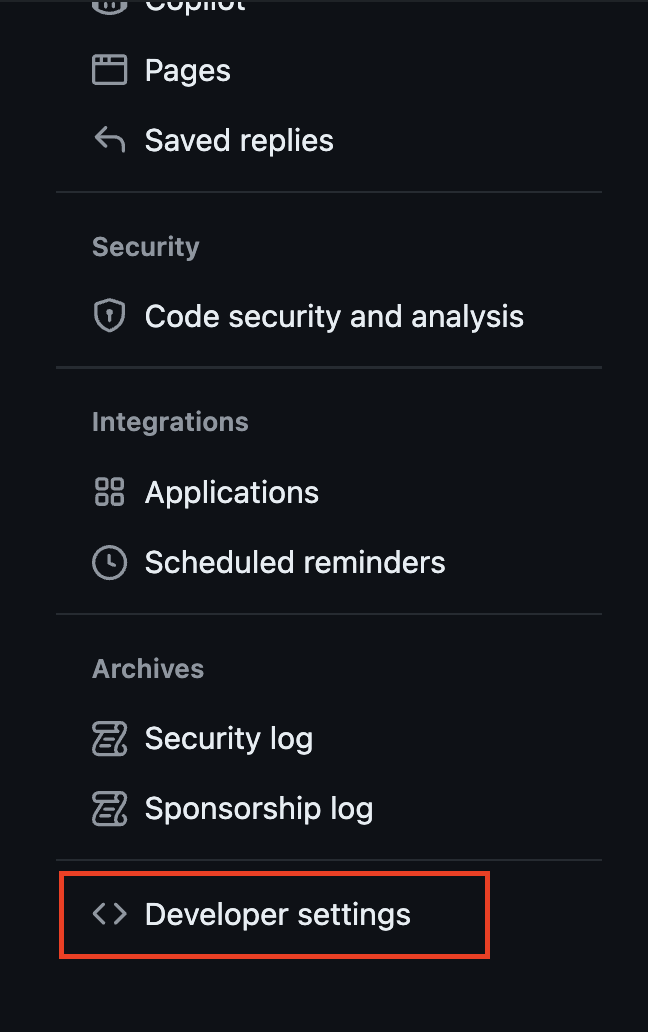 Copilot
Pages
Saved replies
Security
Code security and analysis
Integrations
Applications
Scheduled reminders
Archives
Security log
Sponsorship log
Developer settings